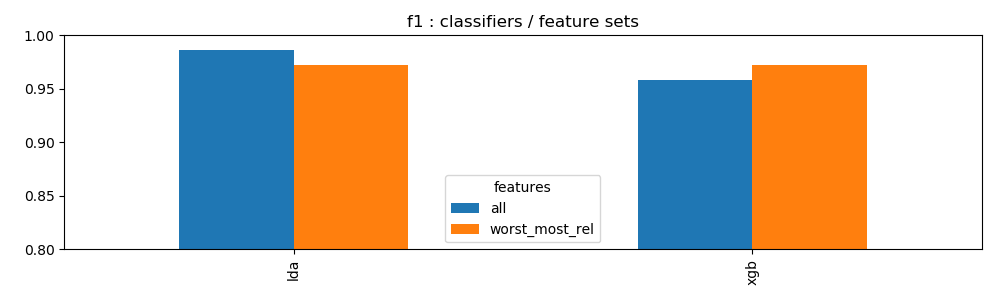 f1 : classifiers / feature sets
1.00
0.95
0.90
0.85
0.80
features
all
worst_most_rel
lda
xgb